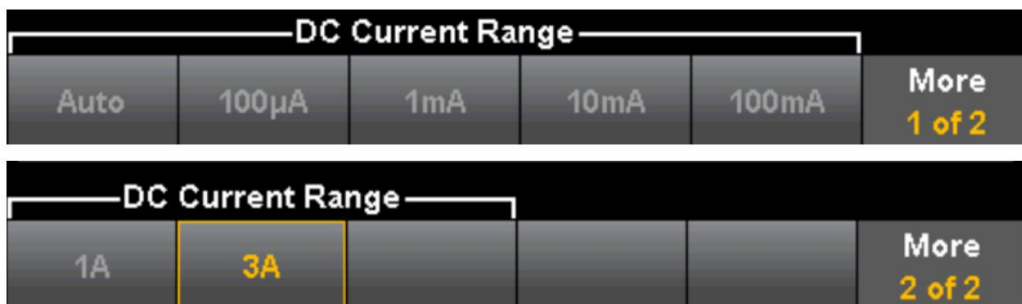 DC Current Range
Auto 100µA 1mA 10mA 100mA More
1 of 2
DC Current Range
1A 3A More
2 of 2